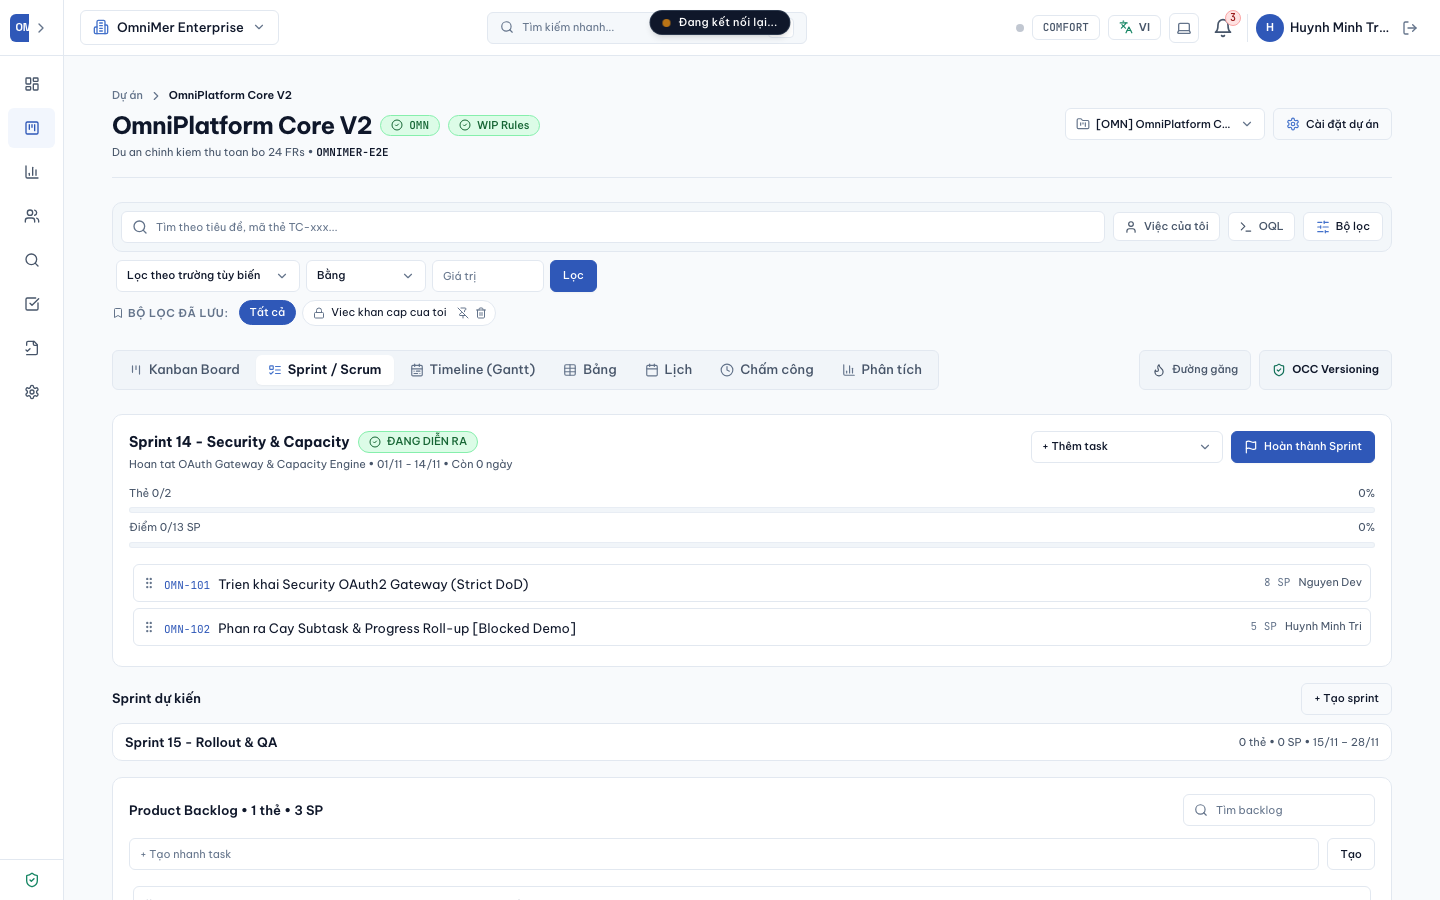 OmniMer Enterprise
Tìm kiếm nhanh...
Đang kết nối lại...
COMFORT
VI
3
H
Huynh Minh Tr...
Dự án
OmniPlatform Core V2
OmniPlatform Core V2
OMN
WIP Rules
[OMN] OmniPlatform C...
Cài đặt dự án
Du an chinh kiem thu toan bo 24 FRs • OMNIMER-E2E
Tìm theo tiêu đề, mã thẻ TC-xxx...
Việc của tôi
OQL
Bộ lọc
Lọc theo trường tùy biến
Bằng
Giá trị
Lọc
BỘ LỌC ĐÃ LƯU:
Tất cả
Viec khan cap cua toi
Kanban Board
Sprint / Scrum
Timeline (Gantt)
Bảng
Lịch
Chấm công
Phân tích
Đường găng
OCC Versioning
Sprint 14 - Security & Capacity
ĐANG DIỄN RA
+ Thêm task
Hoàn thành Sprint
Hoan tat OAuth Gateway & Capacity Engine • 01/11 - 14/11 • Còn 0 ngày
Thẻ 0/2
0%
Điểm 0/13 SP
0%
OMN-101
Trien khai Security OAuth2 Gateway (Strict DoD)
8 SP
Nguyen Dev
OMN-102
Phan ra Cay Subtask & Progress Roll-up [Blocked Demo]
5 SP
Huynh Minh Tri
Sprint dự kiến
+ Tạo sprint
Sprint 15 - Rollout & QA
0 thẻ • 0 SP • 15/11 – 28/11
Product Backlog • 1 thẻ • 3 SP
Tìm backlog
+ Tạo nhanh task
Tạo